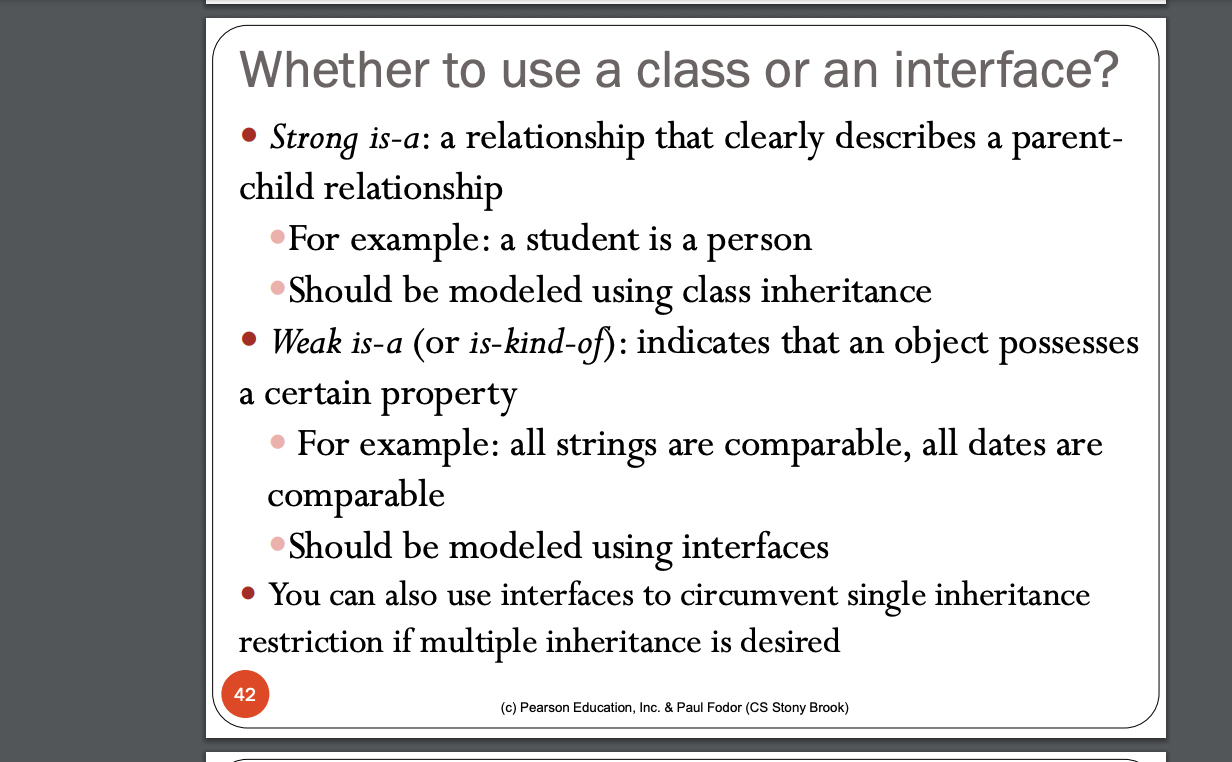 Whether to use a class or an interface?
• Strong is-a: a relationship that clearly describes a parent-
child relationship
•For example: a student is a person
•Should be modeled using class inheritance
• Weak is-a (or is-kind-of): indicates that an object possesses
a certain property
• For example: all strings are comparable, all dates are
comparable
•Should be modeled using interfaces
• You can also use interfaces to circumvent single inheritance
restriction if multiple inheritance is desired
42
(c) Pearson Education, Inc. & Paul Fodor (CS Stony Brook)